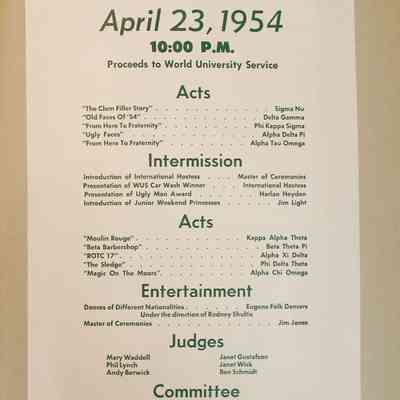 April 23, 1954
10:00 P.M.
Proceeds to World University Service
Acts
"The Clem Filler Story" . . . . . . . . . . Sigma Nu
"Old Faces Of '54" . . . . . . . . . . Delta Gamma
"From Here To Fraternity" . . . . . . . . . . Phi Kappa Sigma
"Ugly Faces" . . . . . . . . . . Alpha Delta Pi
"From Here To Fraternity" . . . . . . . . . . Alpha Tau Omega
Intermission
Introduction of International Hostess . . . Master of Ceremonies
Presentation of WUS Car Wash Winner . . . International Hostess
Presentation of Ugly Man Award . . . . . Harlan Heyden
Introduction of Junior Weekend Princesses . . . . . Jim Light
Acts
"Moulin Rouge" . . . . . . . . . . Kappa Alpha Theta
"Beta Barbershop" . . . . . . . . . . Beta Theta Pi
"ROTC 17" . . . . . . . . . . Alpha Xi Delta
"The Sledge" . . . . . . . . . . Phi Delta Theta
"Magic On The Moors" . . . . . . . . . . Alpha Chi Omega
Entertainment
Dances of Different Nationalities . . . . . Eugene Folk Dancers
Under the direction of Rodney Shuttle
Master of Ceremonies . . . . . . . . . . Jim Jones
Judges
Mary Waddell Janet Gustafson
Phil Lynch Janet Wick
Andy Berwick Ben Schmidt
Committee